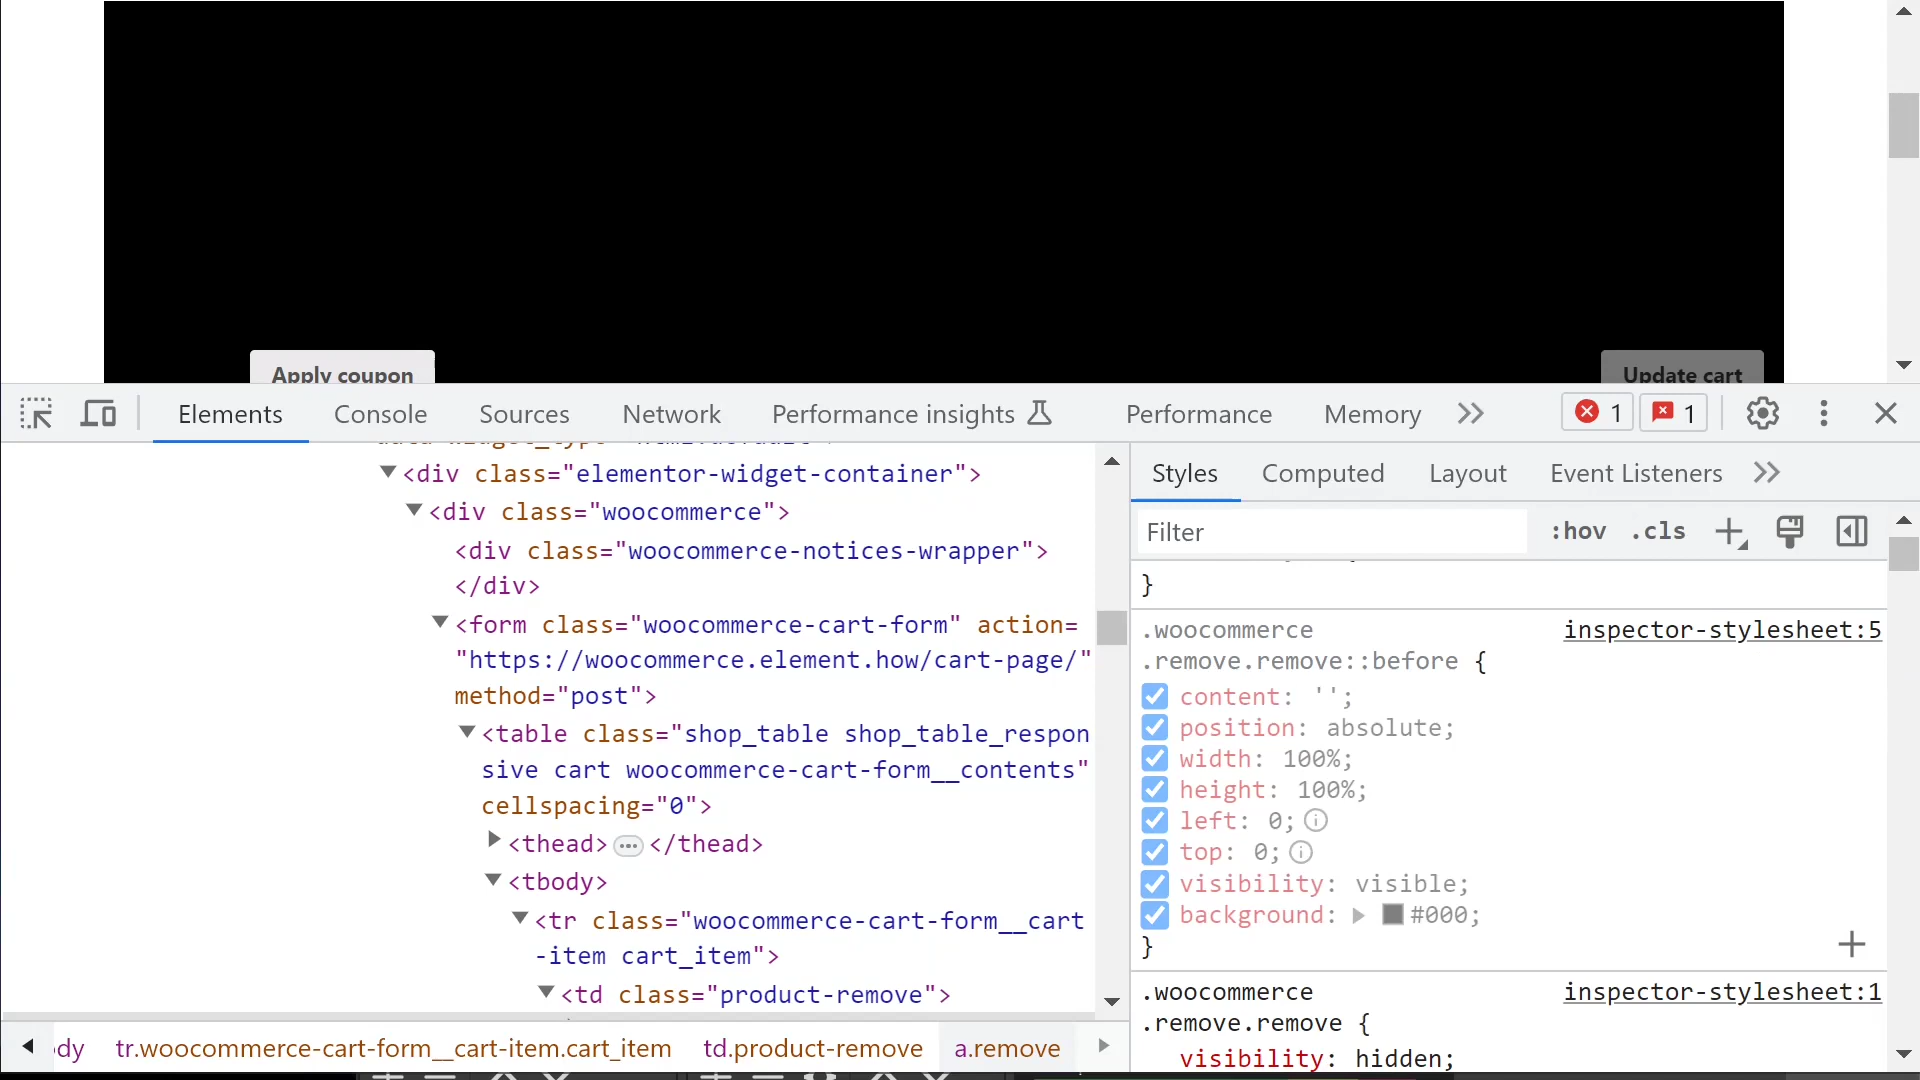 Apply coupon
Update cart
Elements
Console
Sources
Network
Performance insights
Performance
Memory
1
1
<div class="elementor-widget-container">
<div class="woocommerce">
<div class="woocommerce-notices-wrapper">
</div>
<form class="woocommerce-cart-form" action=
"https://woocommerce.element.how/cart-page/"
method="post">
<table class="shop_table shop_table_respon
sive cart woocommerce-cart-form__contents"
cellspacing="0">
<thead> … </thead>
<tbody>
<tr class="woocommerce-cart-form__cart
-item cart_item">
<td class="product-remove">
dy
tr.woocommerce-cart-form__cart-item.cart_item
td.product-remove
a.remove
Styles
Computed
Layout
Event Listeners
Filter
:hov
.cls
}
.woocommerce
inspector-stylesheet:5
.remove.remove::before {
content: '';
position: absolute;
width: 100%;
height: 100%;
left: 0;
top: 0;
visibility: visible;
background: #000;
}
.woocommerce
inspector-stylesheet:1
.remove.remove {
visibility: hidden;